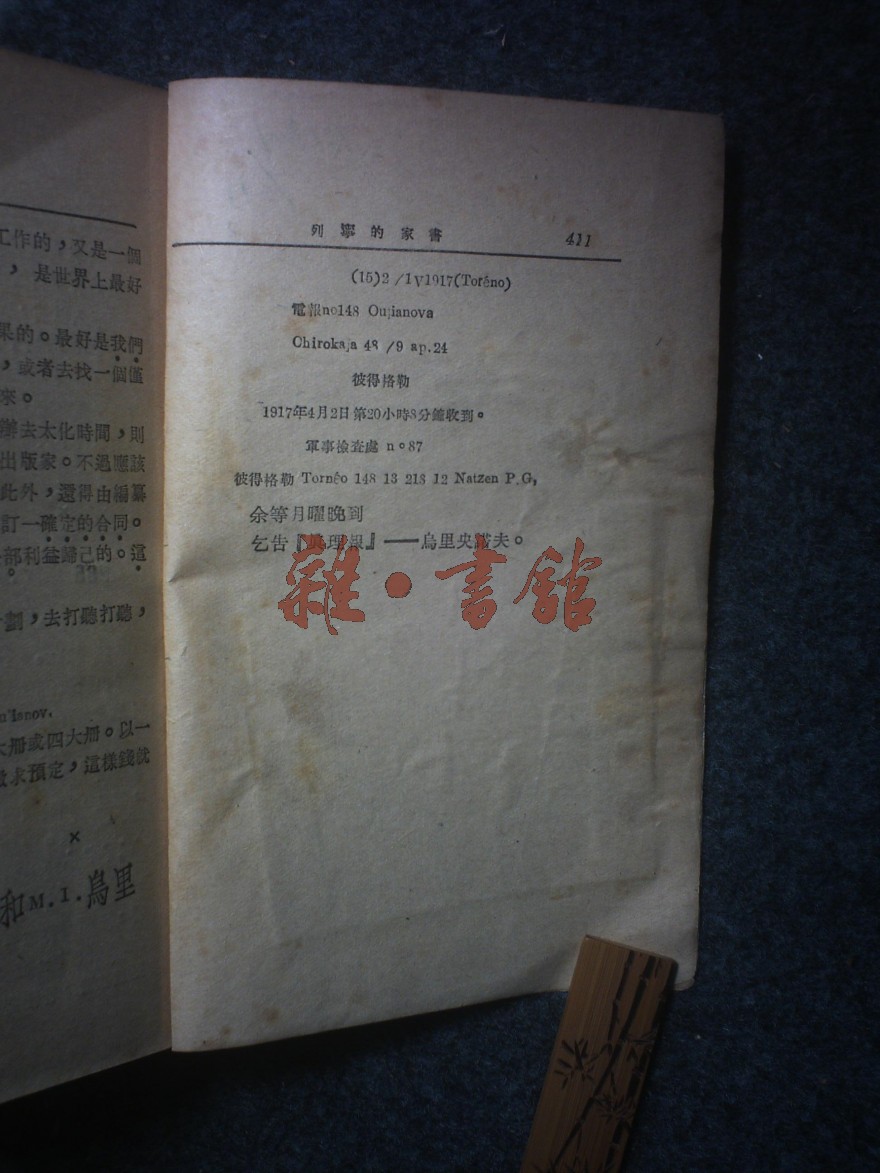 工作的，又是一個
，是世界上最好
果的。最好是我們
，或者去找一個僅
來。
辦去太化時間，則
出版家。不過應該
此外，還得由編纂
訂一確定的合同。
部利益歸己的。這
劃，去打聽打聽，
n'Ianov.
大冊或四大冊。以一
求預定，這樣錢就
×
和M.I.烏里
列寧的家書 411
(15)2/1V1917(Toréno)
電報no148 Oulianova
Chirokaja 48/9 ap.24
彼得格勒
1917年4月2日第20小時8分鐘收到。
軍事檢查處 n°87
彼得格勒 Tornéo 148 13 213 12 Natzen P.G,
余等月曜晚到
乞告『真理報』——烏里央諾夫。
雜·書館